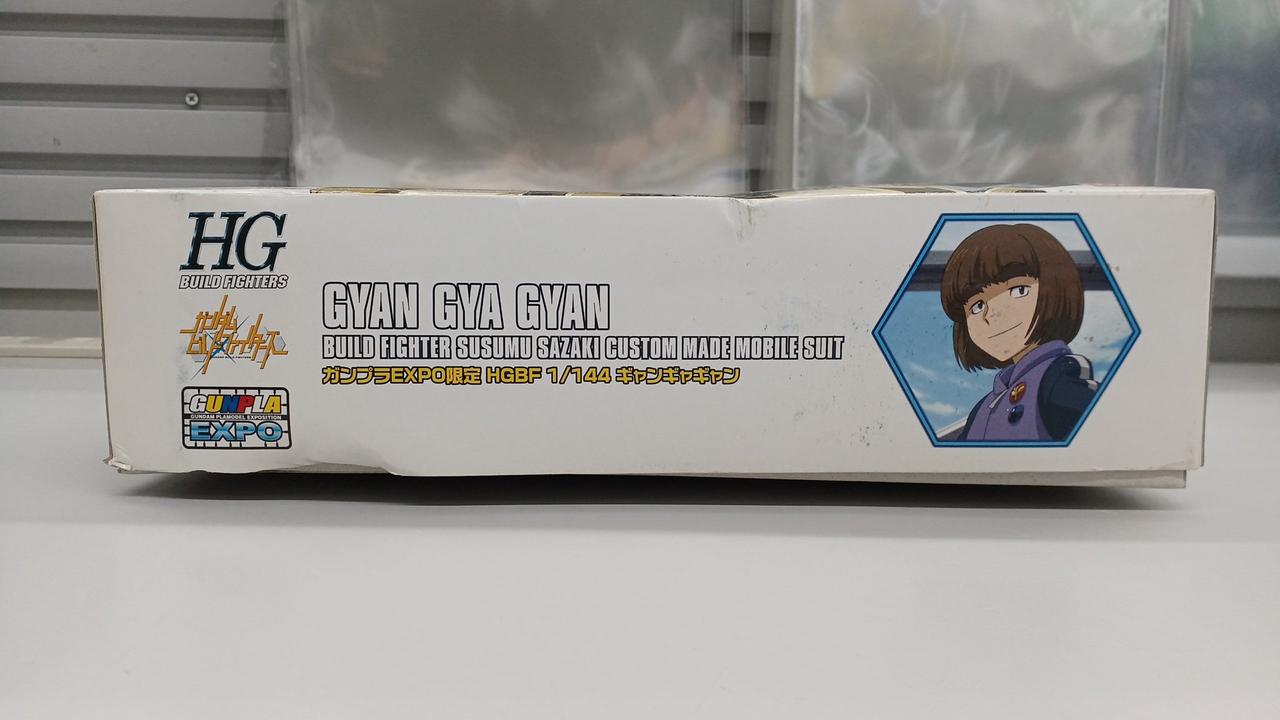 HG
BUILD FIGHTERS
ガンダム
ビルドファイターズ
GUNPLA
GUNDAM PLAMODEL EXPOSITION
EXPO
GYAN GYA GYAN
BUILD FIGHTER SUSUMU SAZAKI CUSTOM MADE MOBILE SUIT
ガンプラEXPO限定 HGBF 1/144 ギャンギャギャン